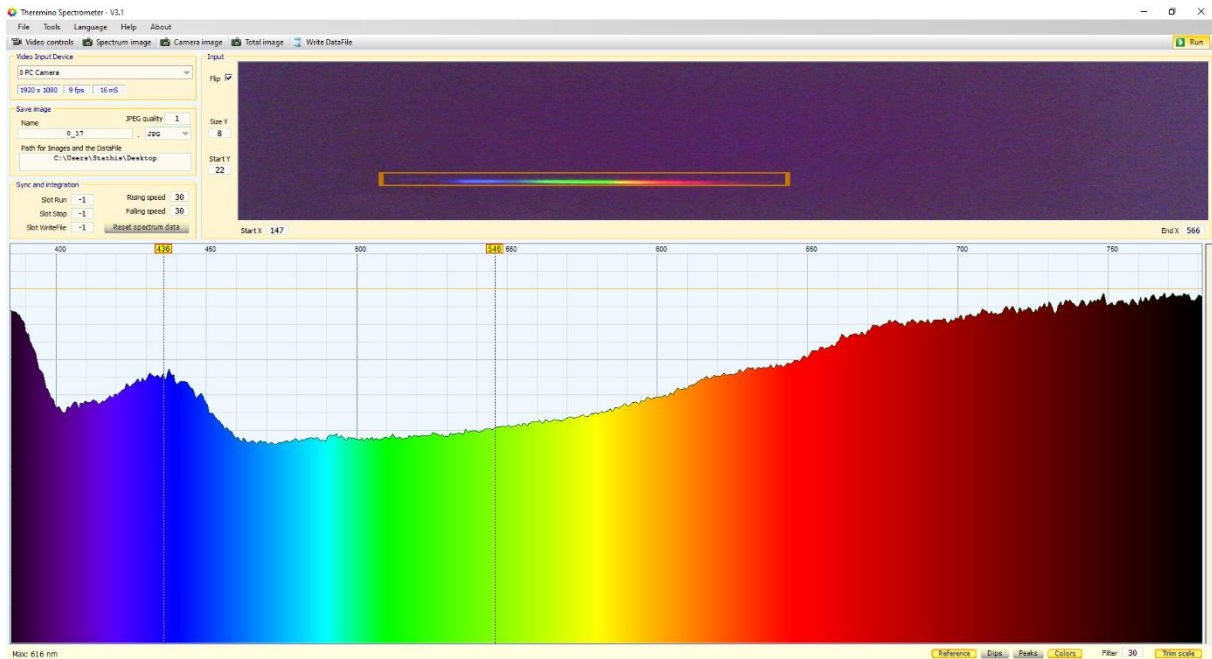 Theremino Spectrometer - V3.1
File Tools Language Help About
Video controls Spectrum image Camera image Total image Write DataFile Run
Video Input Device
0 PC Camera
1920 x 1080 9 fps 16 mS
Save image
Name JPEG quality 1
0_17 . JPG
Path for Images and the DataFile
C:\Users\Stathis\Desktop
Sync and integration
Slot Run -1 Rising speed 30
Slot Stop -1 Falling speed 30
Slot WriteFile -1 Reset spectrum data
Input
Flip
Size Y
8
Start Y
22
Start X 147 End X 566
400 436 450 500 546 550 600 650 700 750
Max: 616 nm Reference Dips Peaks Colors Filter 30 Trim scale